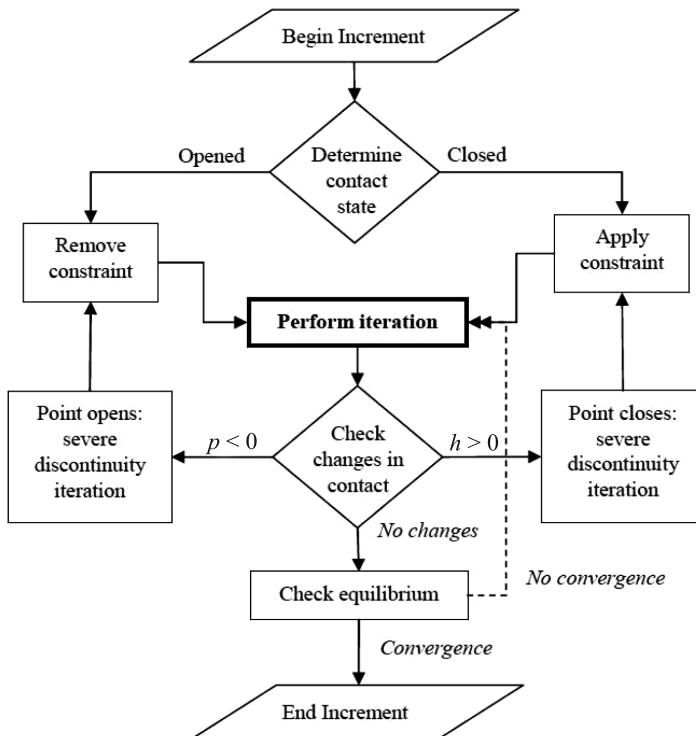 Begin Increment
Opened
Determine
contact
state
Closed
Remove
constraint
Apply
constraint
Perform iteration
Point opens:
severe
discontinuity
iteration
p < 0
Check
changes in
contact
h > 0
Point closes:
severe
discontinuity
iteration
No changes
Check equilibrium
No convergence
Convergence
End Increment